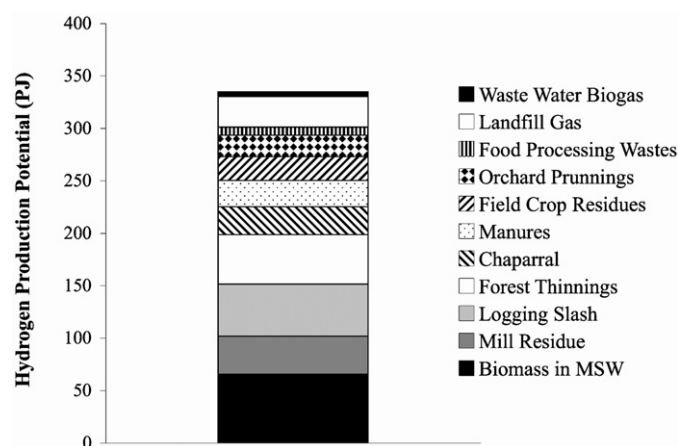 Hydrogen Production Potential (PJ)
400
350
300
250
200
150
100
50
0
Waste Water Biogas
Landfill Gas
Food Processing Wastes
Orchard Prunnings
Field Crop Residues
Manures
Chaparral
Forest Thinnings
Logging Slash
Mill Residue
Biomass in MSW